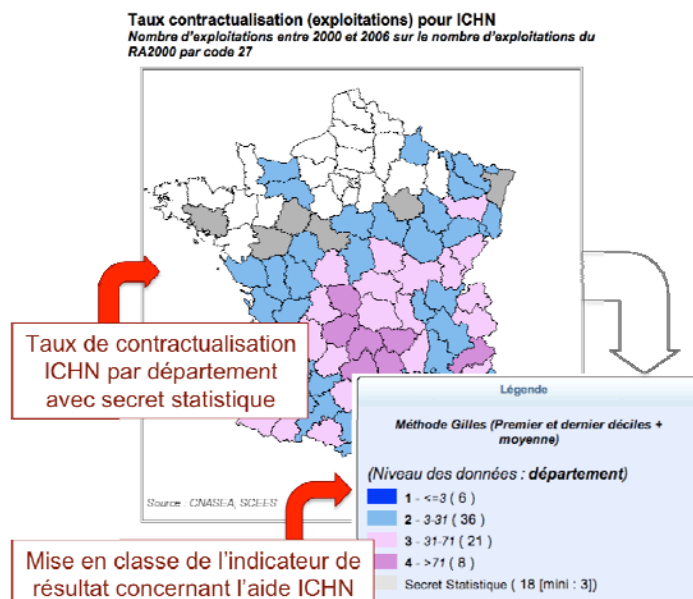 Taux contractualisation (exploitations) pour ICHN
Nombre d'exploitations entre 2000 et 2006 sur le nombre d'exploitations du
RA2000 par code 27
Taux de contractualisation
ICHN par département
avec secret statistique
Source : CNASEA, SCEES
Mise en classe de l'indicateur de
résultat concernant l'aide ICHN
Légende
Méthode Gilles (Premier et dernier déciles +
moyenne)
(Niveau des données : département)
1 - <=3 ( 6 )
2 - 3-31 ( 36 )
3 - 31-71 ( 21 )
4 - >71 ( 8 )
Secret Statistique ( 18 [mini : 3])